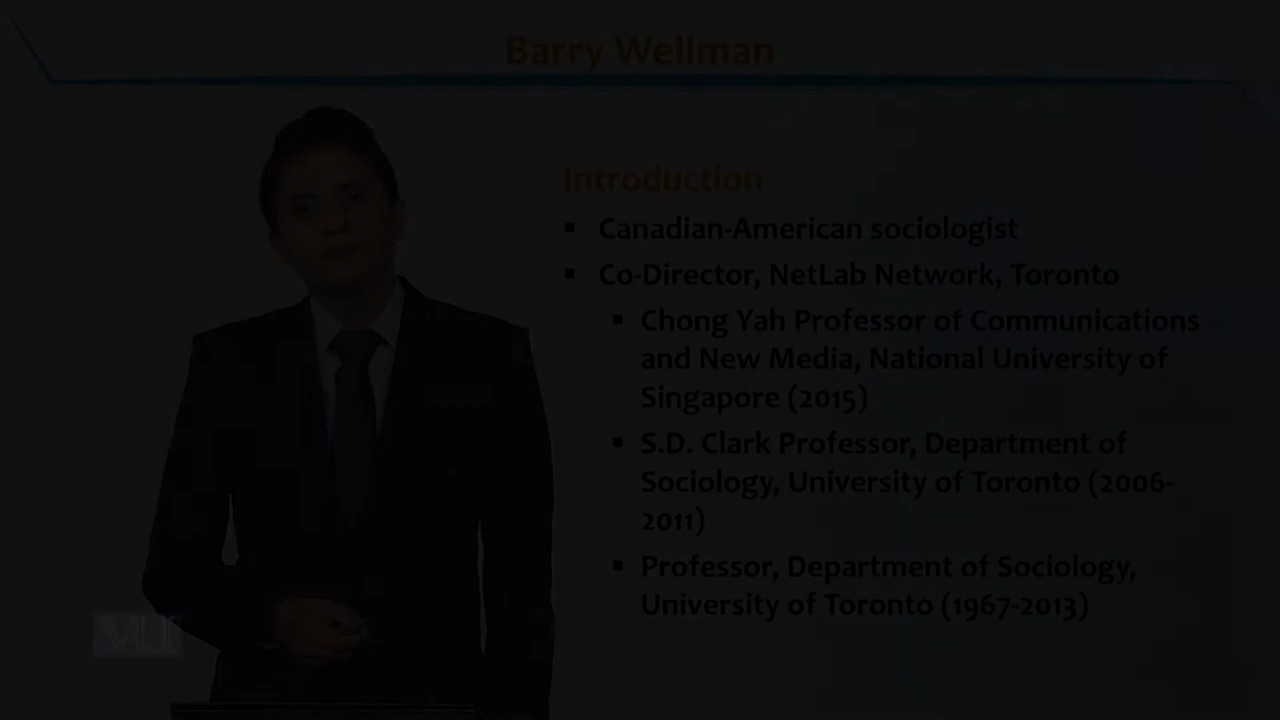 Barry Wellman
Introduction
▪ Canadian-American sociologist
▪ Co-Director, NetLab Network, Toronto
▪ Chong Yah Professor of Communications
and New Media, National University of
Singapore (2015)
▪ S.D. Clark Professor, Department of
Sociology, University of Toronto (2006-
2011)
▪ Professor, Department of Sociology,
University of Toronto (1967-2013)
VU